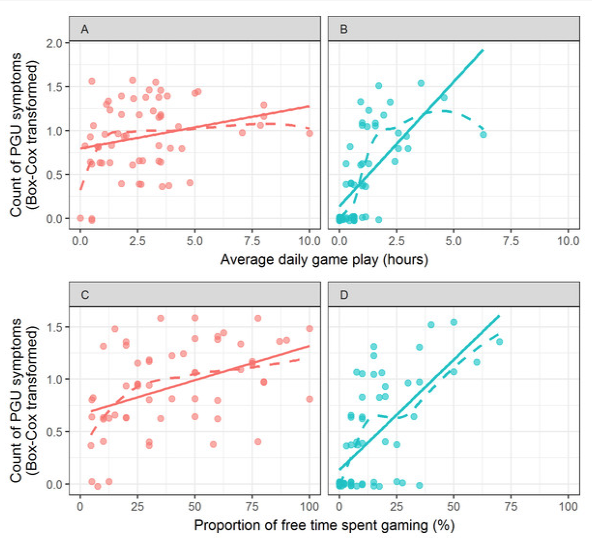 A B
Count of PGU symptoms
(Box-Cox transformed)
2.0
1.5
1.0
0.5
0.0
0.0 2.5 5.0 7.5 10.0 0.0 2.5 5.0 7.5 10.0
Average daily game play (hours)
C D
Count of PGU symptoms
(Box-Cox transformed)
1.5
1.0
0.5
0.0
0 25 50 75 100 0 25 50 75 100
Proportion of free time spent gaming (%)